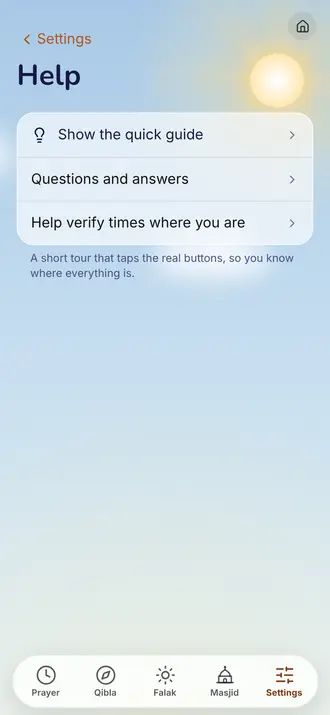 Settings
Help
Show the quick guide
Questions and answers
Help verify times where you are
A short tour that taps the real buttons, so you know
where everything is.
Prayer
Qibla
Falak
Masjid
Settings